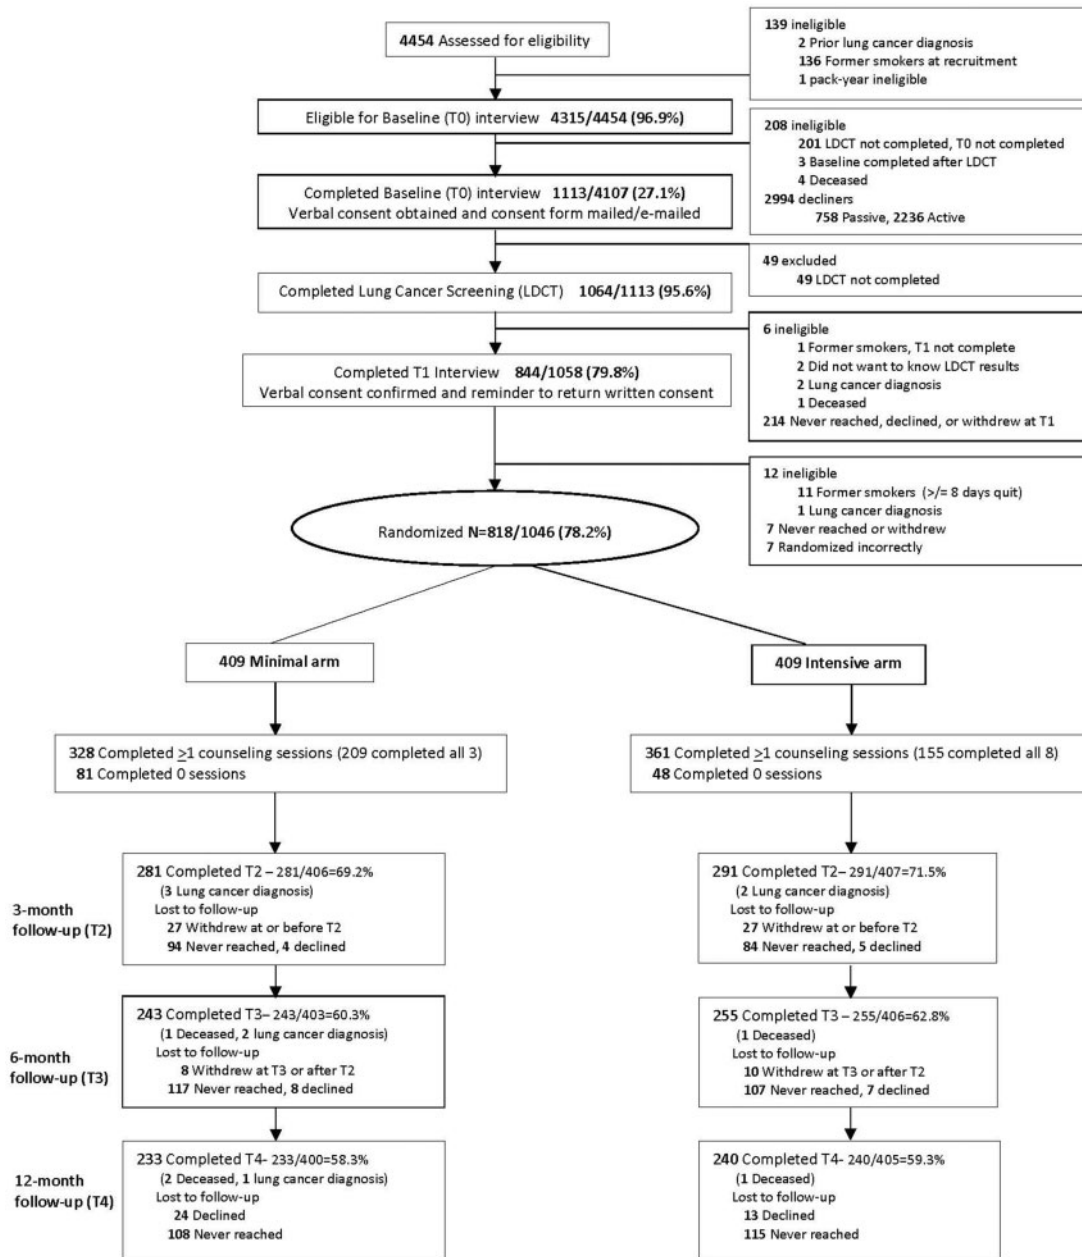 4454 Assessed for eligibility
139 ineligible
2 Prior lung cancer diagnosis
136 Former smokers at recruitment
1 pack-year ineligible
Eligible for Baseline (T0) interview 4315/4454 (96.9%)
208 ineligible
201 LDCT not completed, T0 not completed
3 Baseline completed after LDCT
4 Deceased
2994 decliners
758 Passive, 2236 Active
Completed Baseline (T0) interview 1113/4107 (27.1%)
Verbal consent obtained and consent form mailed/e-mailed
49 excluded
49 LDCT not completed
Completed Lung Cancer Screening (LDCT) 1064/1113 (95.6%)
6 ineligible
1 Former smokers, T1 not complete
2 Did not want to know LDCT results
2 Lung cancer diagnosis
1 Deceased
214 Never reached, declined, or withdrew at T1
Completed T1 Interview 844/1058 (79.8%)
Verbal consent confirmed and reminder to return written consent
12 ineligible
11 Former smokers (>/= 8 days quit)
1 Lung cancer diagnosis
7 Never reached or withdrew
7 Randomized incorrectly
Randomized N=818/1046 (78.2%)
409 Minimal arm
409 Intensive arm
328 Completed ≥1 counseling sessions (209 completed all 3)
81 Completed 0 sessions
361 Completed ≥1 counseling sessions (155 completed all 8)
48 Completed 0 sessions
3-month
follow-up (T2)
281 Completed T2 – 281/406=69.2%
(3 Lung cancer diagnosis)
Lost to follow-up
27 Withdrew at or before T2
94 Never reached, 4 declined
291 Completed T2– 291/407=71.5%
(2 Lung cancer diagnosis)
Lost to follow-up
27 Withdrew at or before T2
84 Never reached, 5 declined
6-month
follow-up (T3)
243 Completed T3– 243/403=60.3%
(1 Deceased, 2 lung cancer diagnosis)
Lost to follow-up
8 Withdrew at T3 or after T2
117 Never reached, 8 declined
255 Completed T3 – 255/406=62.8%
(1 Deceased)
Lost to follow-up
10 Withdrew at T3 or after T2
107 Never reached, 7 declined
12-month
follow-up (T4)
233 Completed T4- 233/400=58.3%
(2 Deceased, 1 lung cancer diagnosis)
Lost to follow-up
24 Declined
108 Never reached
240 Completed T4- 240/405=59.3%
(1 Deceased)
Lost to follow-up
13 Declined
115 Never reached